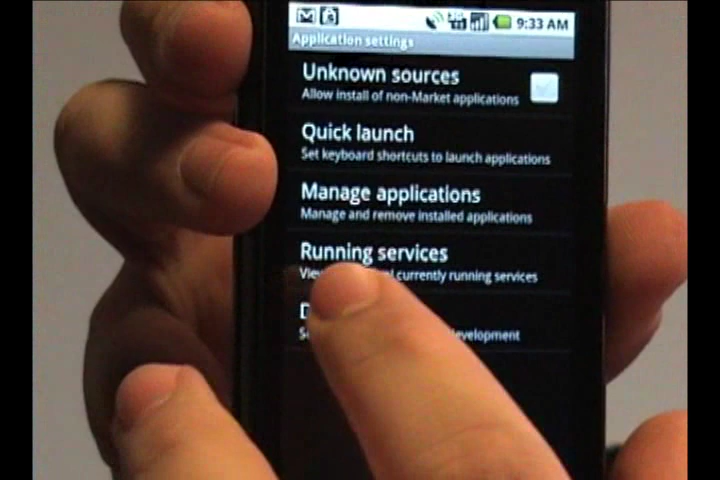 3G 9:33 AM
Application settings
Unknown sources
Allow install of non-Market applications
Quick launch
Set keyboard shortcuts to launch applications
Manage applications
Manage and remove installed applications
Running services
currently running services
development